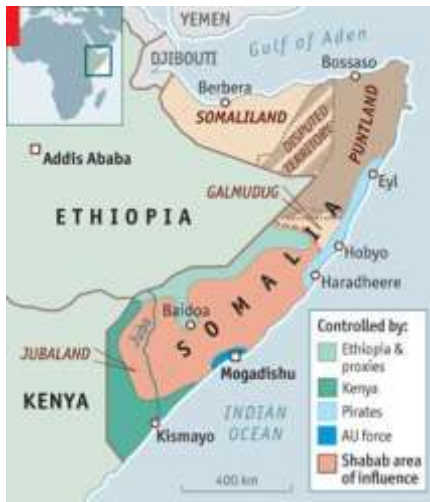 YEMEN
Gulf of Aden
DJIBOUTI
Bossaso
Berbera
SOMALILAND
DISPUTED
TERRITORY
PUNTLAND
Addis Ababa
Eyl
GALMUDUG
ETHIOPIA
SOMALIA
Hobyo
Haradheere
Baidoa
Juba
JUBALAND
Mogadishu
KENYA
INDIAN
OCEAN
Kismayo
400 km
Controlled by:
Ethiopia &
proxies
Kenya
Pirates
AU force
Shabab area
of influence